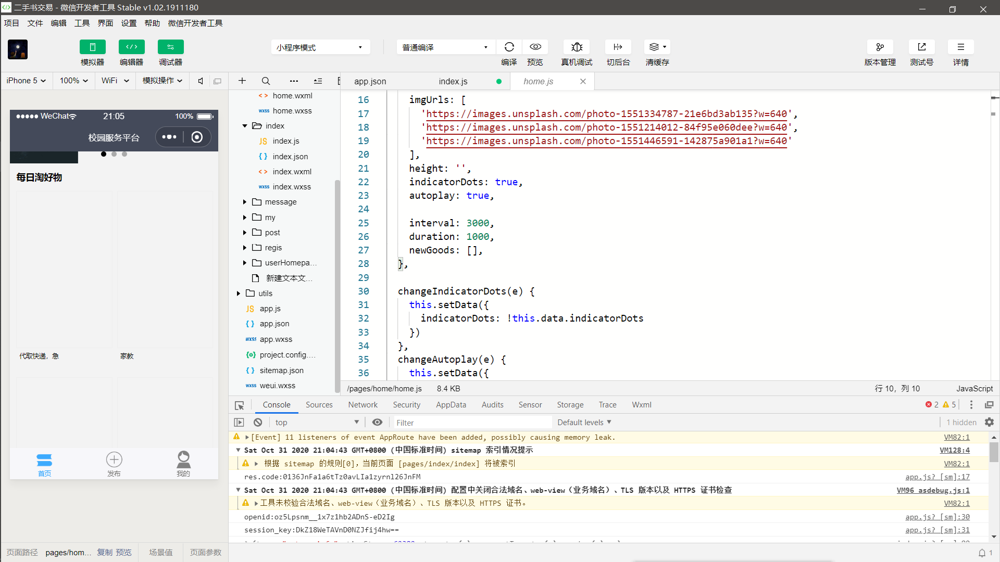 二手书交易 - 微信开发者工具 Stable v1.02.1911180
项目 文件 编辑 工具 界面 设置 帮助 微信开发者工具
模拟器 编辑器 调试器
小程序模式
普通编译
编译 预览 真机调试 切后台 清缓存
版本管理 测试号 详情
iPhone 5 100% WiFi 模拟操作
WeChat 21:05 100%
校园服务平台
每日淘好物
代取快递，急 家教
首页 发布 我的
页面路径 pages/hom... 复制 预览 场景值 页面参数
home.wxml
home.wxss
index
index.js
index.json
index.wxml
index.wxss
message
my
post
regis
userHomepa...
新建文本文...
utils
app.js
app.json
app.wxss
project.config....
sitemap.json
weui.wxss
app.json index.js home.js
16 imgUrls: [
17 'https://images.unsplash.com/photo-1551334787-21e6bd3ab135?w=640',
18 'https://images.unsplash.com/photo-1551214012-84f95e060dee?w=640',
19 'https://images.unsplash.com/photo-1551446591-142875a901a1?w=640'
20 ],
21 height: '',
22 indicatorDots: true,
23 autoplay: true,
24
25 interval: 3000,
26 duration: 1000,
27 newGoods: [],
28 },
29
30 changeIndicatorDots(e) {
31 this.setData({
32 indicatorDots: !this.data.indicatorDots
33 })
34 },
35 changeAutoplay(e) {
36 this.setData({
/pages/home/home.js 8.4 KB 行 10，列 10 JavaScript
Console Sources Network Security AppData Audits Sensor Storage Trace Wxml 2 5
top Filter Default levels 1 hidden
[Event] 11 listeners of event AppRoute have been added, possibly causing memory leak. VM82:1
Sat Oct 31 2020 21:04:43 GMT+0800 (中国标准时间) sitemap 索引情况提示 VM128:4
根据 sitemap 的规则[0]，当前页面 [pages/index/index] 将被索引 VM82:1
res.code:0136JnFa1a6tTz0avLIa1zyrnl26JnFM app.js? [sm]:17
Sat Oct 31 2020 21:04:43 GMT+0800 (中国标准时间) 配置中关闭合法域名、web-view（业务域名）、TLS 版本以及 HTTPS 证书检查 VM96 asdebug.js:1
工具未校验合法域名、web-view（业务域名）、TLS 版本以及 HTTPS 证书。 VM82:1
openid:oz5Lpsnm__1x7z1hb2ADnS-eD2Ig app.js? [sm]:30
session_key:DkZ18WeTAVnD0NZJfij4hw== app.js? [sm]:31
1